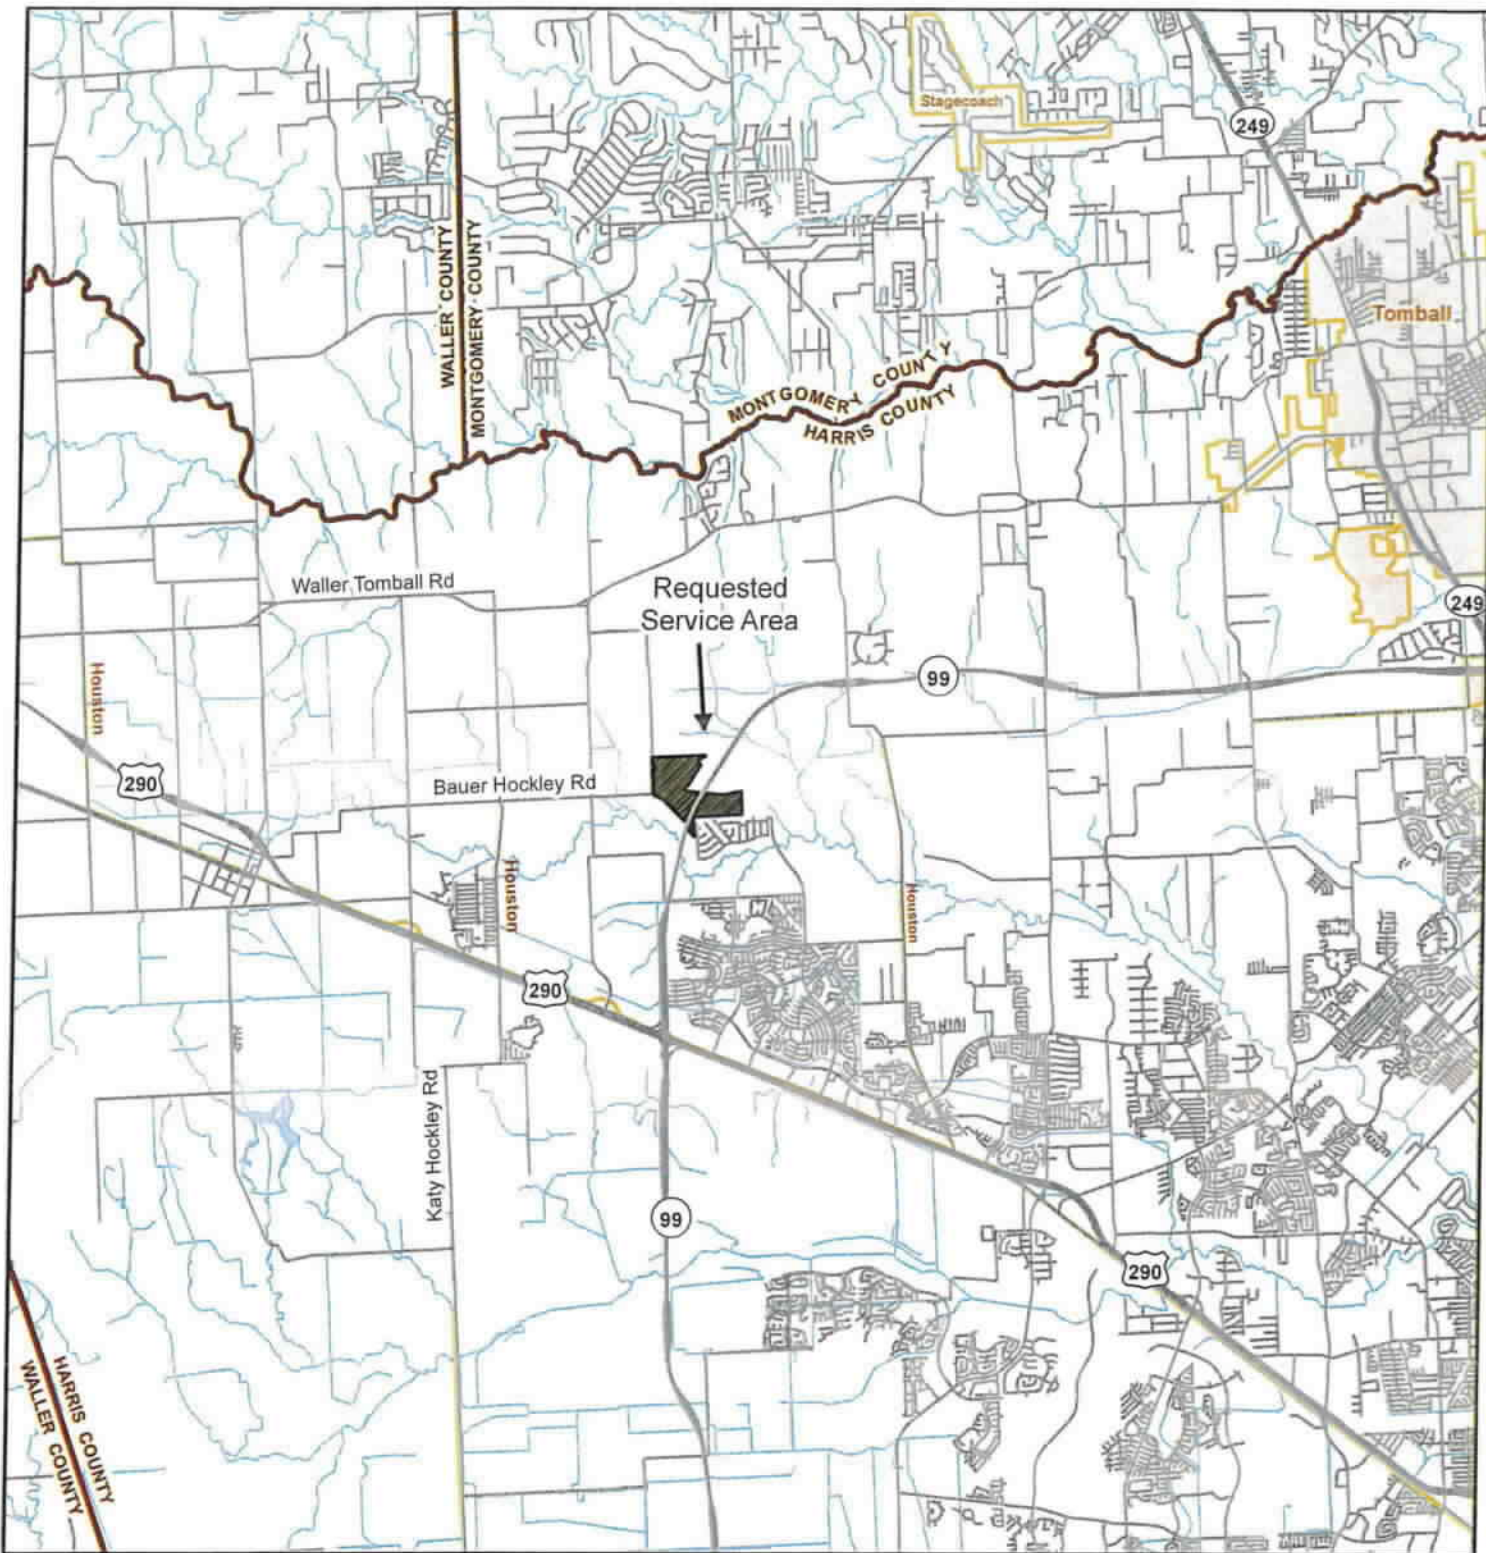 Stagecoach
249
WALLER COUNTY
MONTGOMERY COUNTY
Tomball
MONTGOMERY COUNTY
HARRIS COUNTY
Waller Tomball Rd
Requested
Service Area
249
Houston
99
290
Bauer Hockley Rd
Houston
Houston
290
Katy Hockley Rd
99
290
HARRIS COUNTY
WALLER COUNTY